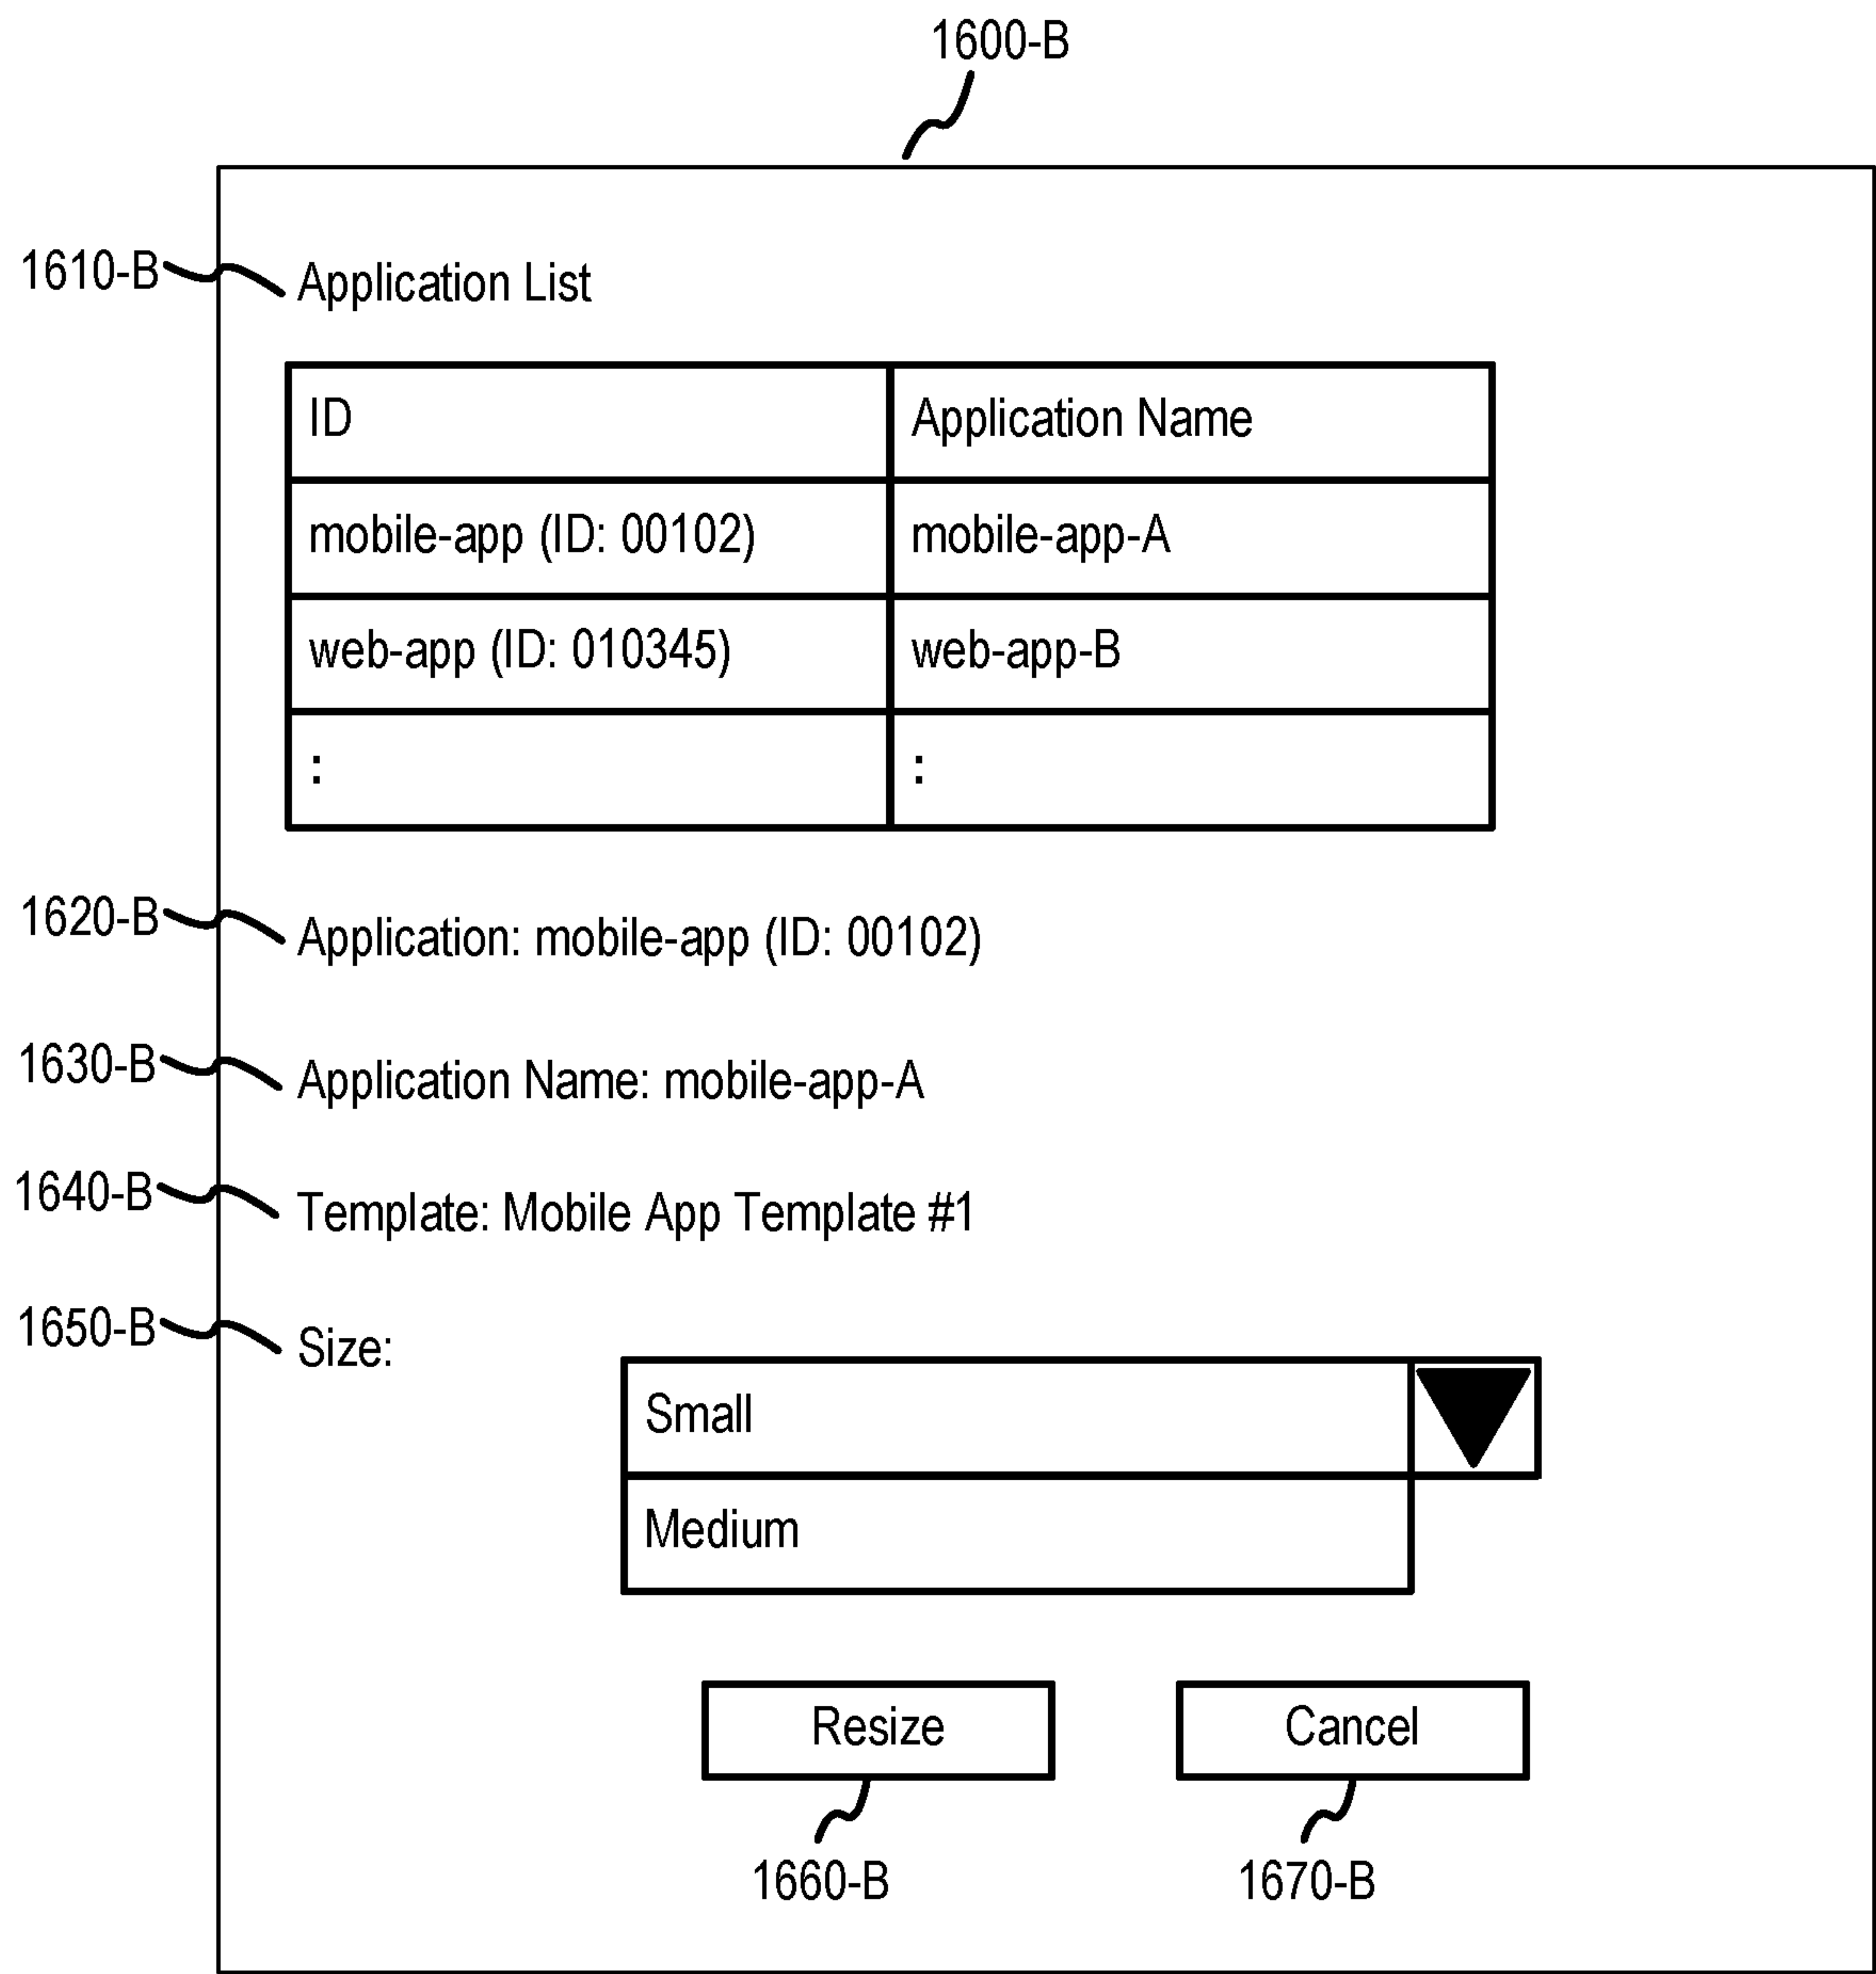 1600-B
1610-B Application List
ID Application Name
mobile-app (ID: 00102) mobile-app-A
web-app (ID: 010345) web-app-B
: :
1620-B Application: mobile-app (ID: 00102)
1630-B Application Name: mobile-app-A
1640-B Template: Mobile App Template #1
1650-B Size:
Small
Medium
Resize Cancel
1660-B 1670-B